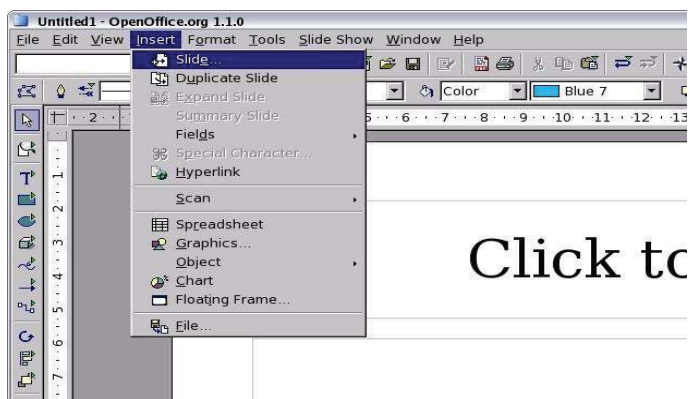 Untitled1 - OpenOffice.org 1.1.0
File Edit View Insert Format Tools Slide Show Window Help
Slide...
Duplicate Slide
Color Blue 7
Expand Slide
Summary Slide
2 5 6 7 8 9 10 11 12 13
Fields
Special Character...
Hyperlink
Scan
Spreadsheet
Graphics...
Object
Chart
Floating Frame...
File...
Click to
1
2
3
4
5
6
7